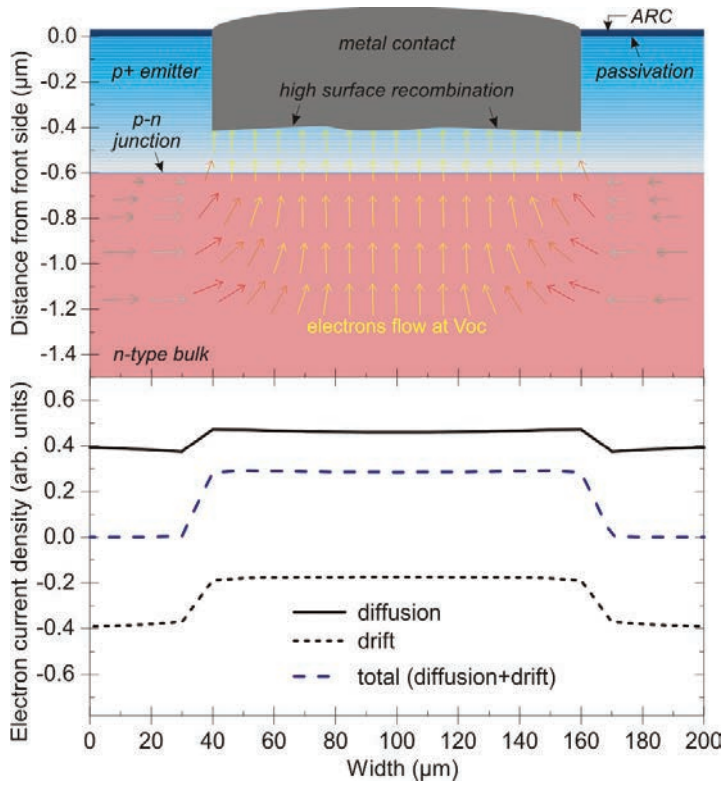 ARC
0.0
metal contact
p+ emitter
passivation
-0.2
high surface recombination
-0.4
p-n
junction
-0.6
-0.8
-1.0
-1.2
electrons flow at Voc
n-type bulk
-1.4
Distance from front side (µm)
0.6
0.4
0.2
0.0
-0.2
-0.4
-0.6
Electron current density (arb. units)
diffusion
drift
total (diffusion+drift)
0 20 40 60 80 100 120 140 160 180 200
Width (µm)